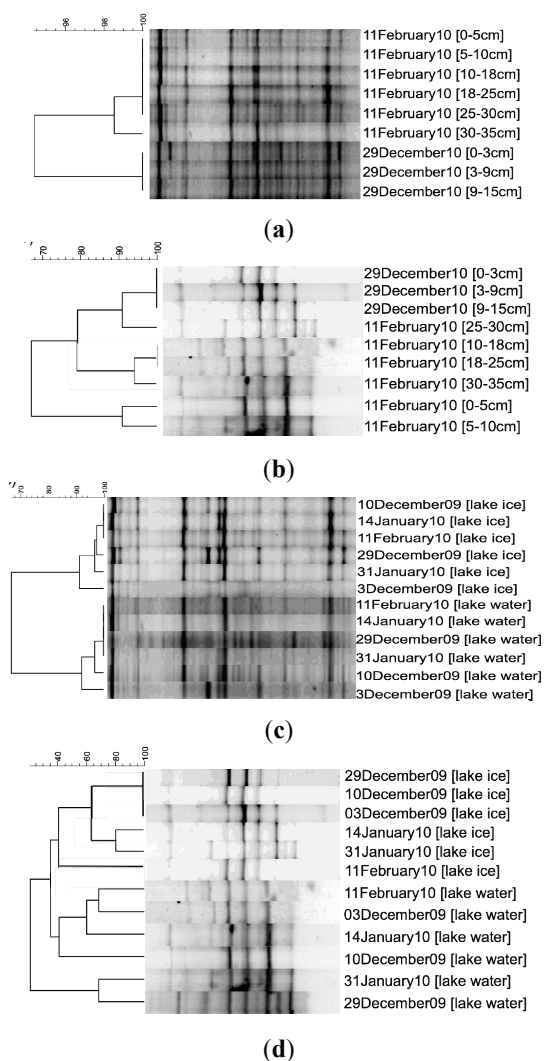 96
98
100
11February10 [0-5cm]
11February10 [5-10cm]
11February10 [10-18cm]
11February10 [18-25cm]
11February10 [25-30cm]
11February10 [30-35cm]
29December10 [0-3cm]
29December10 [3-9cm]
29December10 [9-15cm]
(a)
70
80
90
100
29December10 [0-3cm]
29December10 [3-9cm]
29December10 [9-15cm]
11February10 [25-30cm]
11February10 [10-18cm]
11February10 [18-25cm]
11February10 [30-35cm]
11February10 [0-5cm]
11February10 [5-10cm]
(b)
80
90
100
10December09 [lake ice]
14January10 [lake ice]
11February10 [lake ice]
29December09 [lake ice]
31January10 [lake ice]
3December09 [lake ice]
11February10 [lake water]
14January10 [lake water]
29December09 [lake water]
31January10 [lake water]
10December09 [lake water]
3December09 [lake water]
(c)
40
60
80
100
29December09 [lake ice]
10December09 [lake ice]
03December09 [lake ice]
14January10 [lake ice]
31January10 [lake ice]
11February10 [lake ice]
11February10 [lake water]
03December09 [lake water]
14January10 [lake water]
10December09 [lake water]
31January10 [lake water]
29December09 [lake water]
(d)